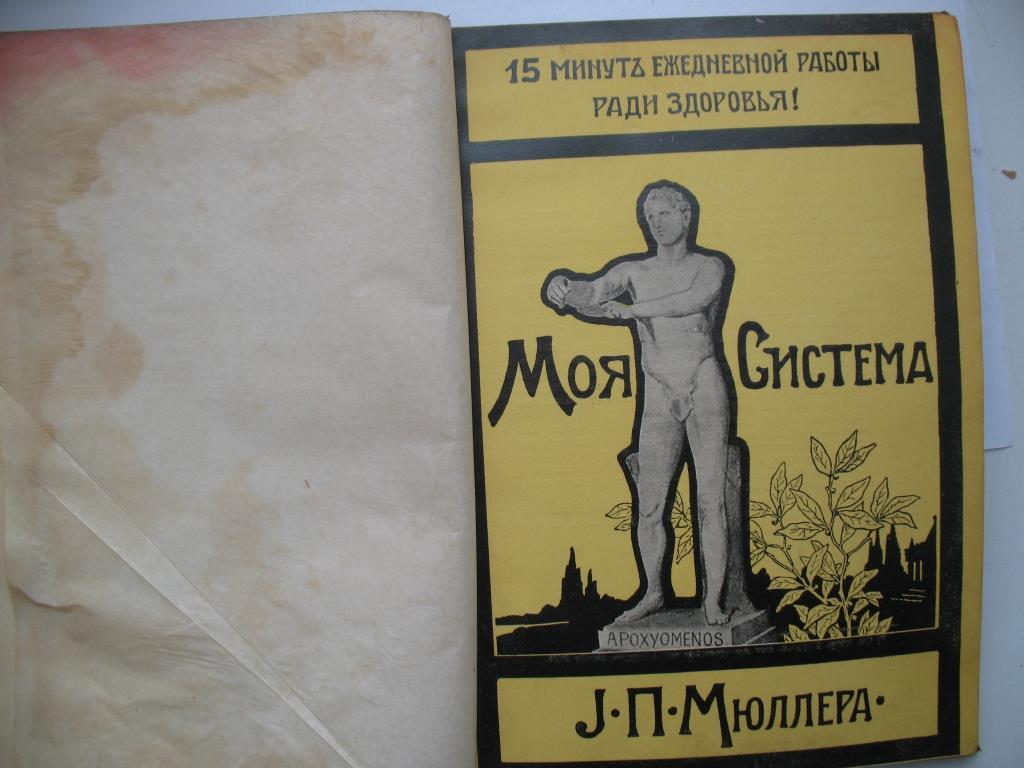 15 МИНУТЪ ЕЖЕДНЕВНОЙ РАБОТЫ
РАДИ ЗДОРОВЬЯ!
МОЯ СИСТЕМА
APOXYOMENOS
J·П·МЮЛЛЕРА·